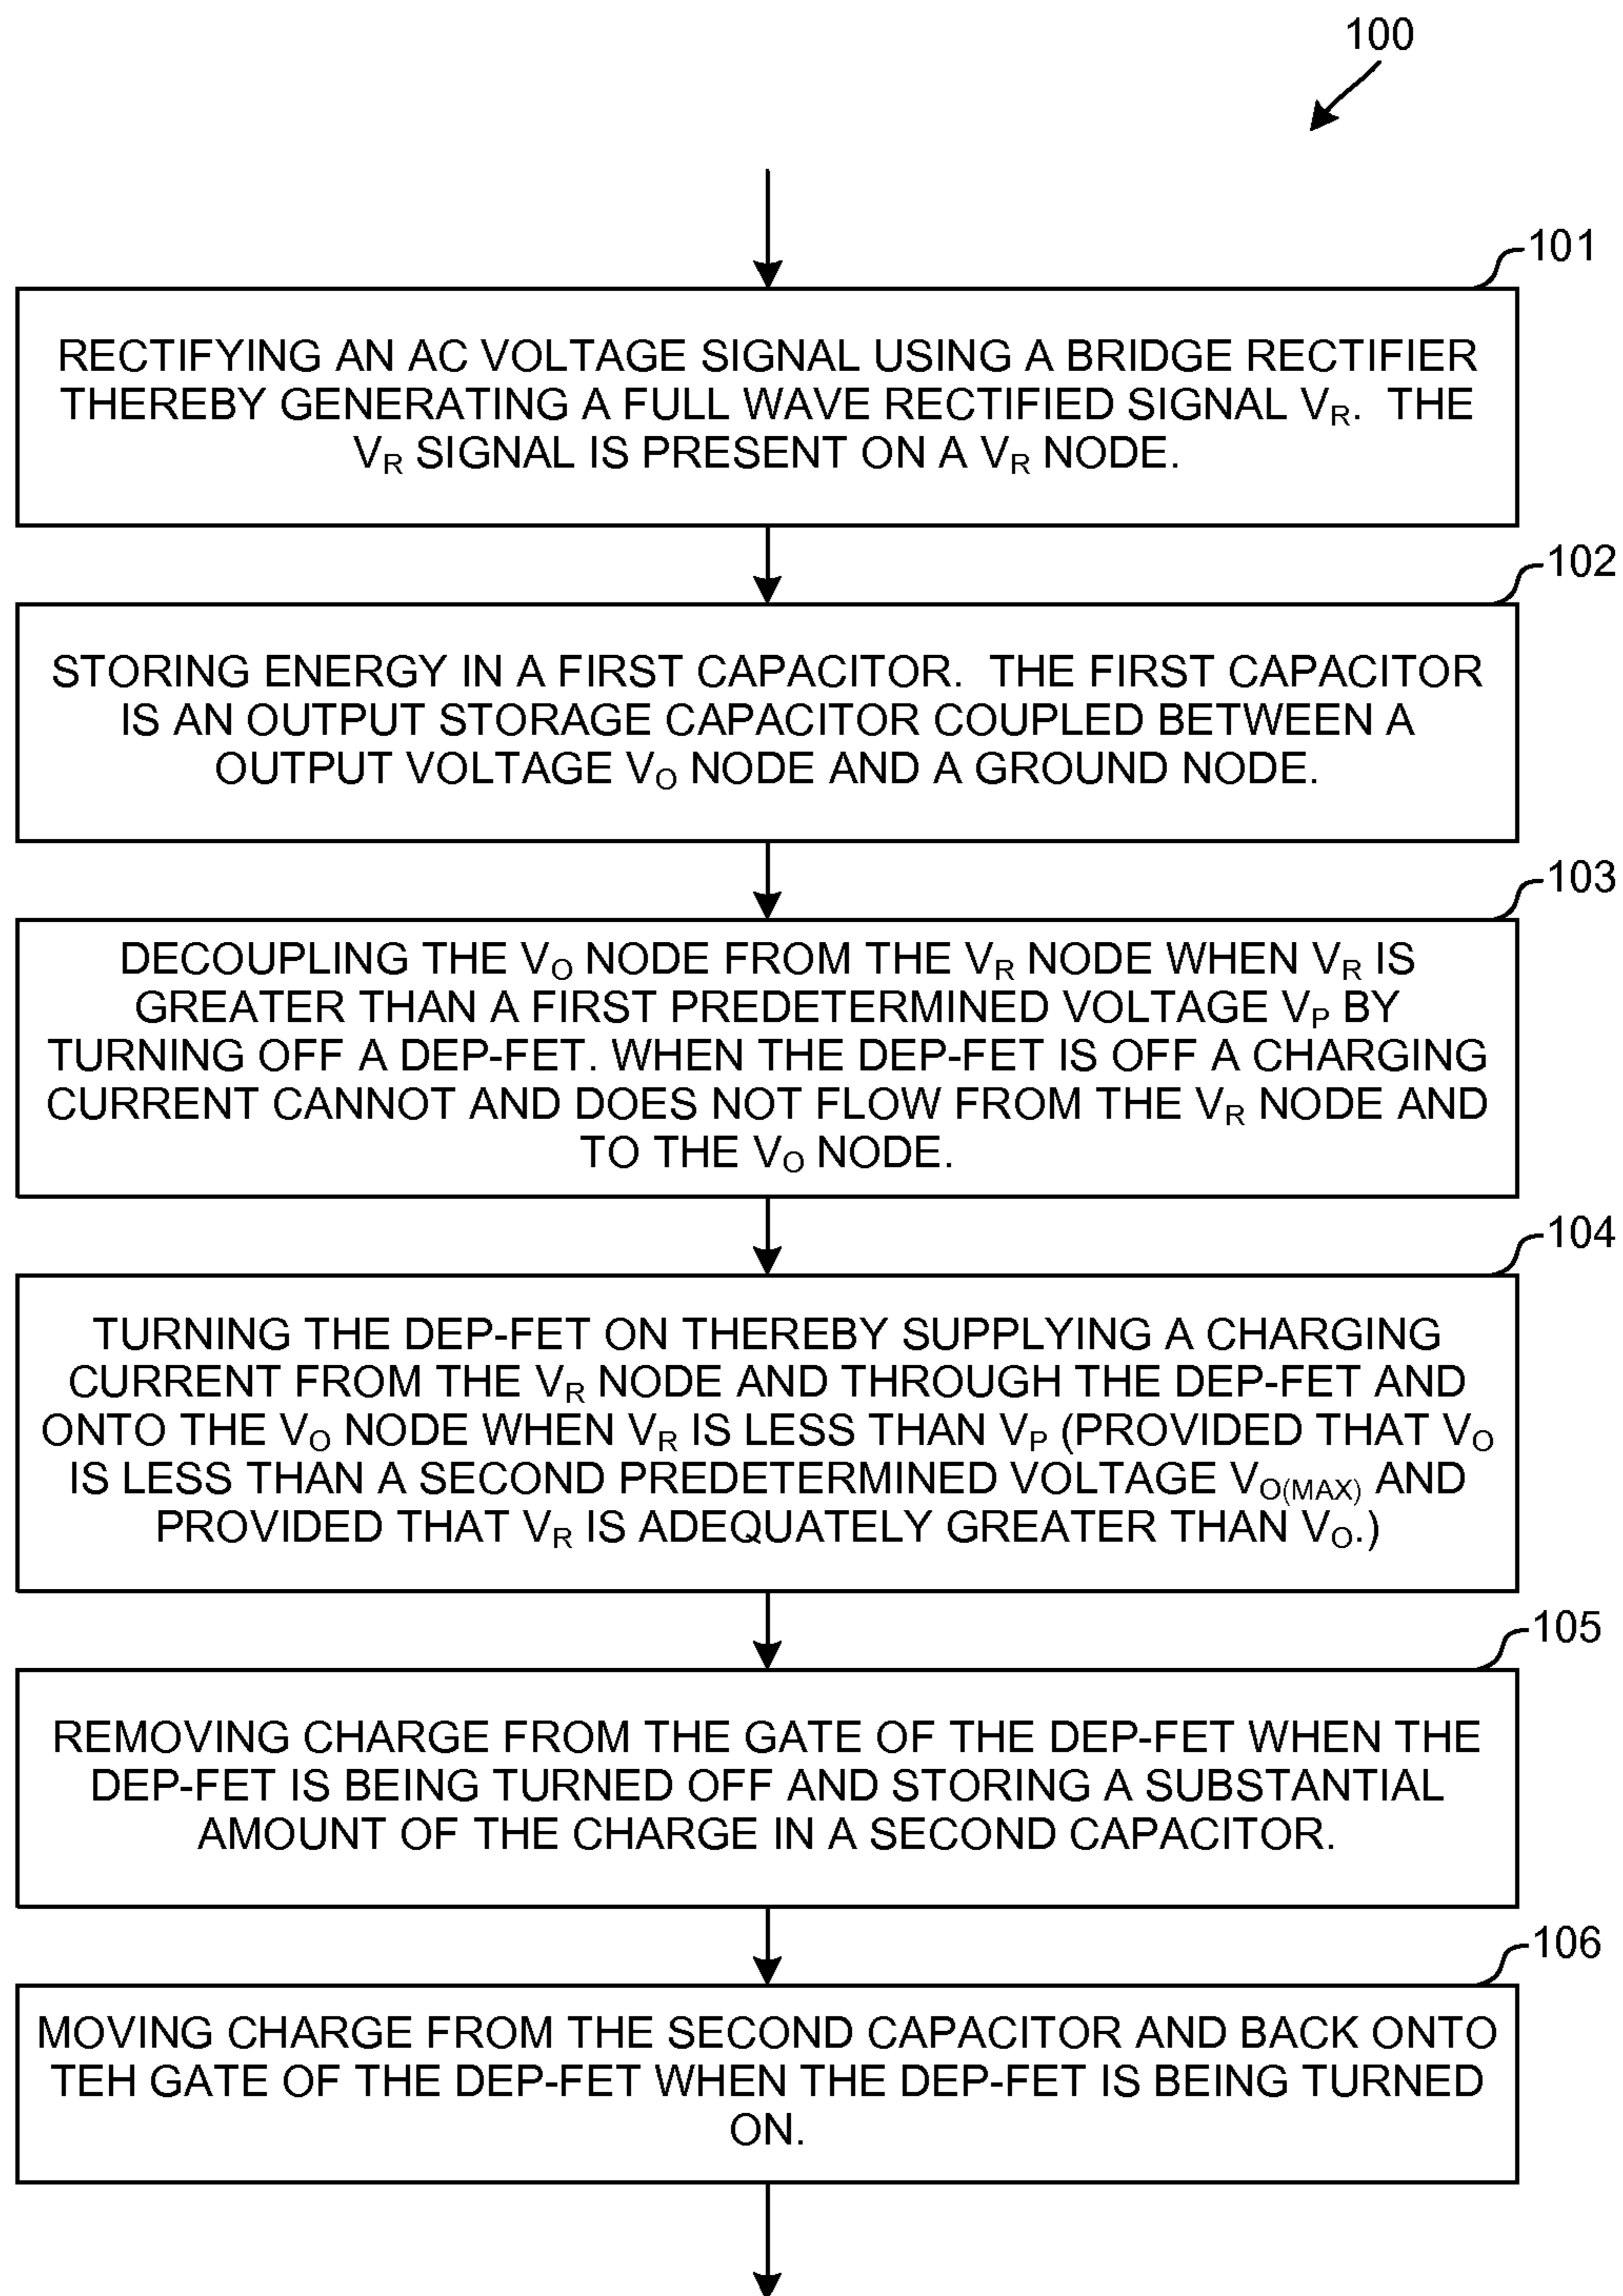 100
101
RECTIFYING AN AC VOLTAGE SIGNAL USING A BRIDGE RECTIFIER
THEREBY GENERATING A FULL WAVE RECTIFIED SIGNAL VR. THE
VR SIGNAL IS PRESENT ON A VR NODE.
102
STORING ENERGY IN A FIRST CAPACITOR. THE FIRST CAPACITOR
IS AN OUTPUT STORAGE CAPACITOR COUPLED BETWEEN A
OUTPUT VOLTAGE VO NODE AND A GROUND NODE.
103
DECOUPLING THE VO NODE FROM THE VR NODE WHEN VR IS
GREATER THAN A FIRST PREDETERMINED VOLTAGE VP BY
TURNING OFF A DEP-FET. WHEN THE DEP-FET IS OFF A CHARGING
CURRENT CANNOT AND DOES NOT FLOW FROM THE VR NODE AND
TO THE VO NODE.
104
TURNING THE DEP-FET ON THEREBY SUPPLYING A CHARGING
CURRENT FROM THE VR NODE AND THROUGH THE DEP-FET AND
ONTO THE VO NODE WHEN VR IS LESS THAN VP (PROVIDED THAT VO
IS LESS THAN A SECOND PREDETERMINED VOLTAGE VO(MAX) AND
PROVIDED THAT VR IS ADEQUATELY GREATER THAN VO.)
105
REMOVING CHARGE FROM THE GATE OF THE DEP-FET WHEN THE
DEP-FET IS BEING TURNED OFF AND STORING A SUBSTANTIAL
AMOUNT OF THE CHARGE IN A SECOND CAPACITOR.
106
MOVING CHARGE FROM THE SECOND CAPACITOR AND BACK ONTO
TEH GATE OF THE DEP-FET WHEN THE DEP-FET IS BEING TURNED
ON.